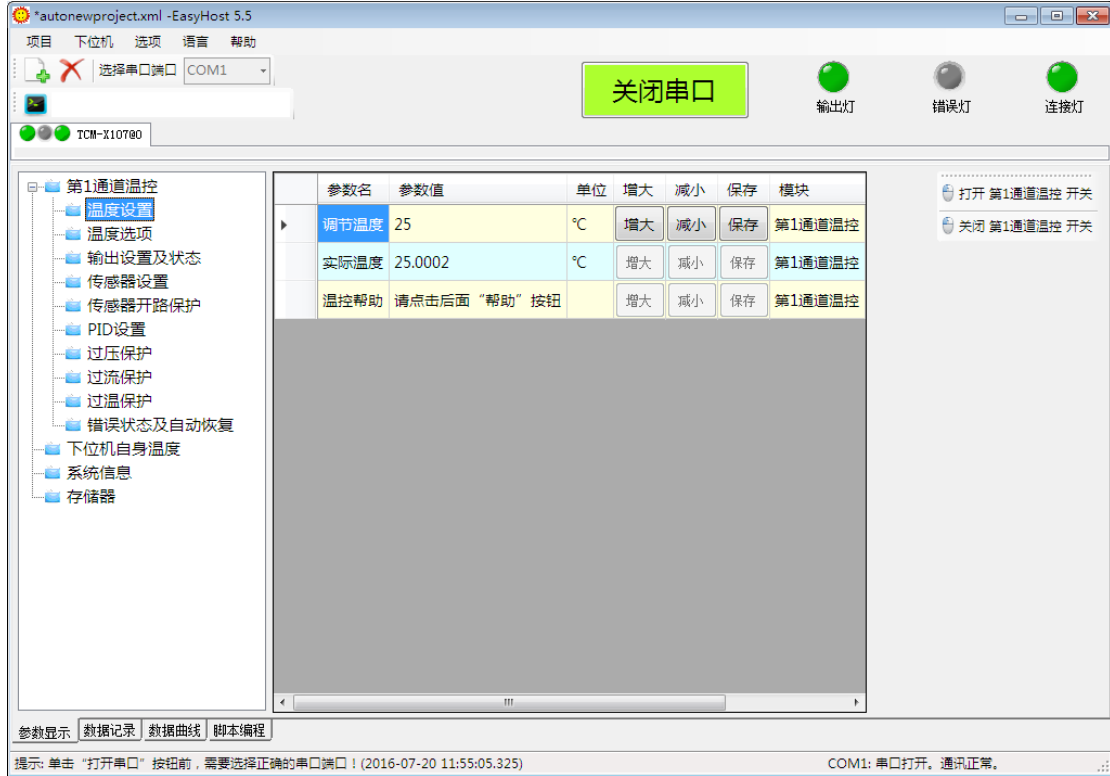 *autonewproject.xml -EasyHost 5.5
项目 下位机 选项 语言 帮助
选择串口端口 COM1
关闭串口
输出灯 错误灯 连接灯
TCM-X107@0
第1通道温控
温度设置
温度选项
输出设置及状态
传感器设置
传感器开路保护
PID设置
过压保护
过流保护
过温保护
错误状态及自动恢复
下位机自身温度
系统信息
存储器
参数名 参数值 单位 增大 减小 保存 模块
调节温度 25 ℃ 增大 减小 保存 第1通道温控
实际温度 25.0002 ℃ 增大 减小 保存 第1通道温控
温控帮助 请点击后面“帮助”按钮 增大 减小 保存 第1通道温控
打开 第1通道温控 开关
关闭 第1通道温控 开关
参数显示 数据记录 数据曲线 脚本编程
提示: 单击“打开串口”按钮前，需要选择正确的串口端口！(2016-07-20 11:55:05.325) COM1: 串口打开。通讯正常。